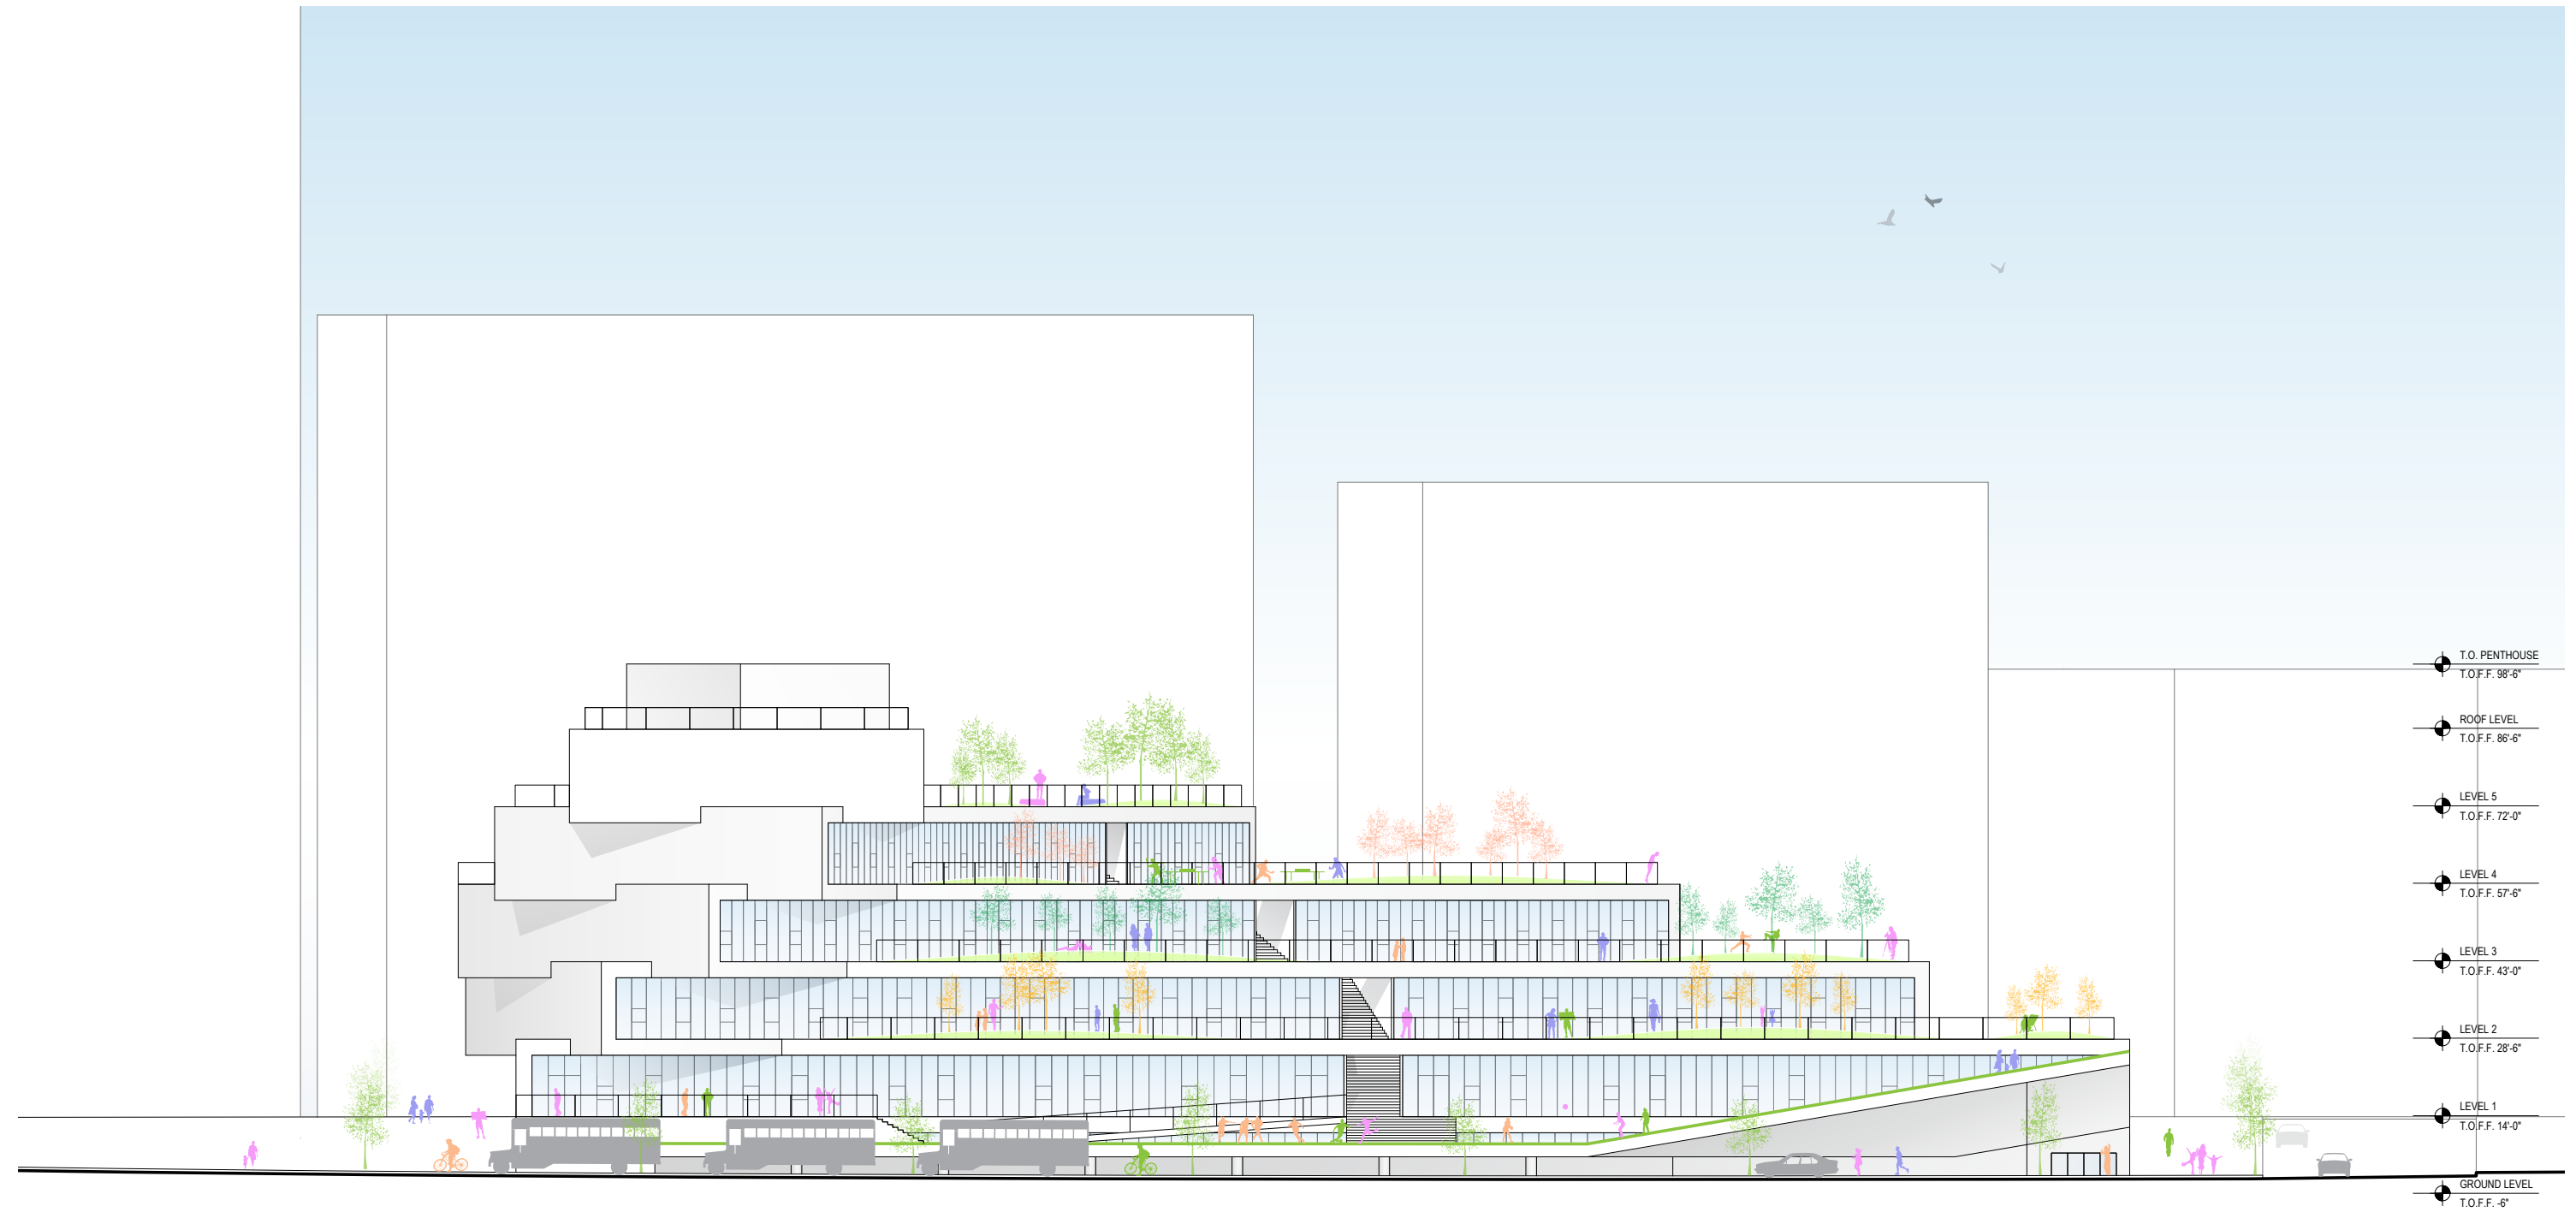 T.O. PENTHOUSE
T.O.F.F. 98'-6"
ROOF LEVEL
T.O.F.F. 86'-6"
LEVEL 5
T.O.F.F. 72'-0"
LEVEL 4
T.O.F.F. 57'-6"
LEVEL 3
T.O.F.F. 43'-0"
LEVEL 2
T.O.F.F. 28'-6"
LEVEL 1
T.O.F.F. 14'-0"
GROUND LEVEL
T.O.F.F. -6"